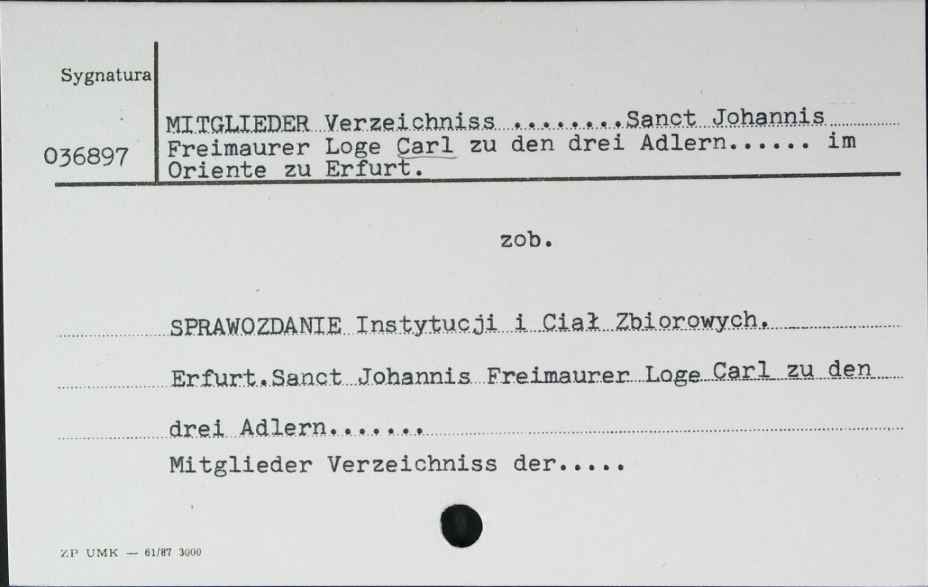 Sygnatura
036897
MITGLIEDER Verzeichniss ........Sanct Johannis
Freimaurer Loge Carl zu den drei Adlern...... im
Oriente zu Erfurt.
zob.
SPRAWOZDANIE Instytucji i Ciał Zbiorowych.
Erfurt.Sanct Johannis Freimaurer Loge Carl zu den
drei Adlern.......
Mitglieder Verzeichniss der.....
ZP UMK — 61/87 3000